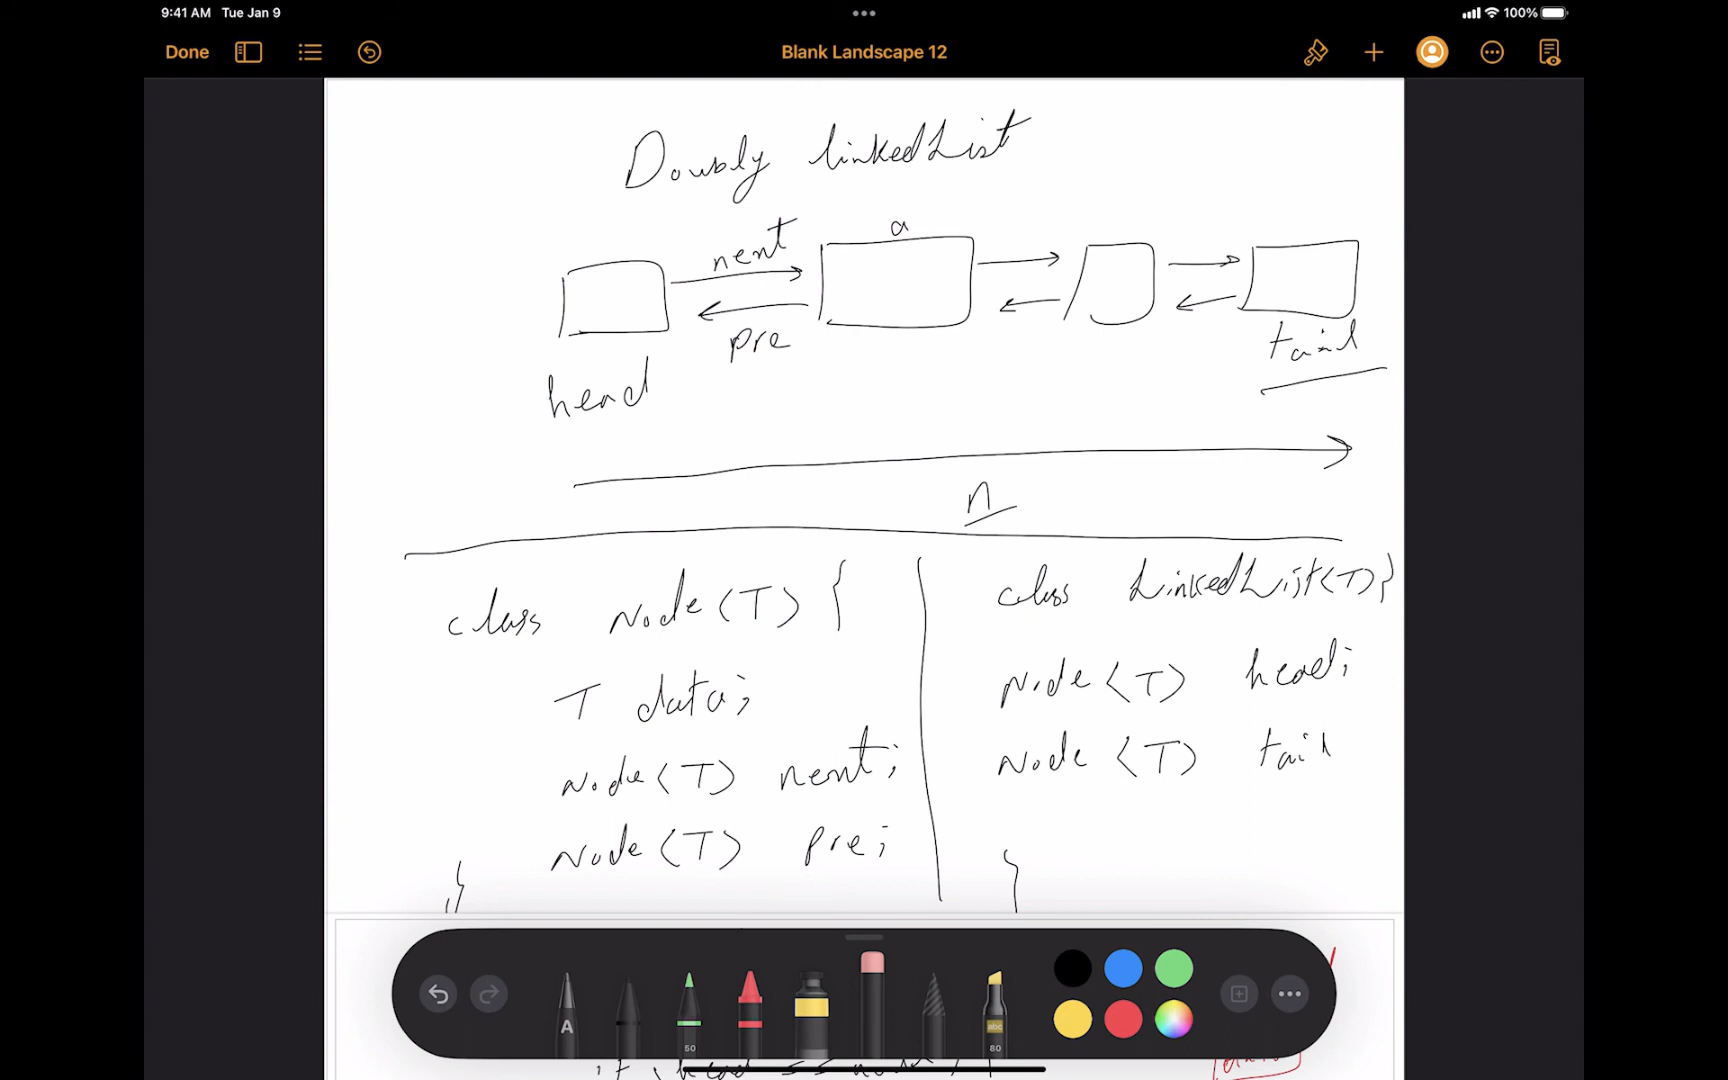 9:41 AM Tue Jan 9
100%
Done
Blank Landscape 12
Doubly LinkedList
next
a
pre
tail
head
n
class Node<T> {
T data;
Node<T> next;
Node<T> pre;
}
class LinkedList<T>{
Node<T> head;
Node<T> tail
}
A
50
abc
80